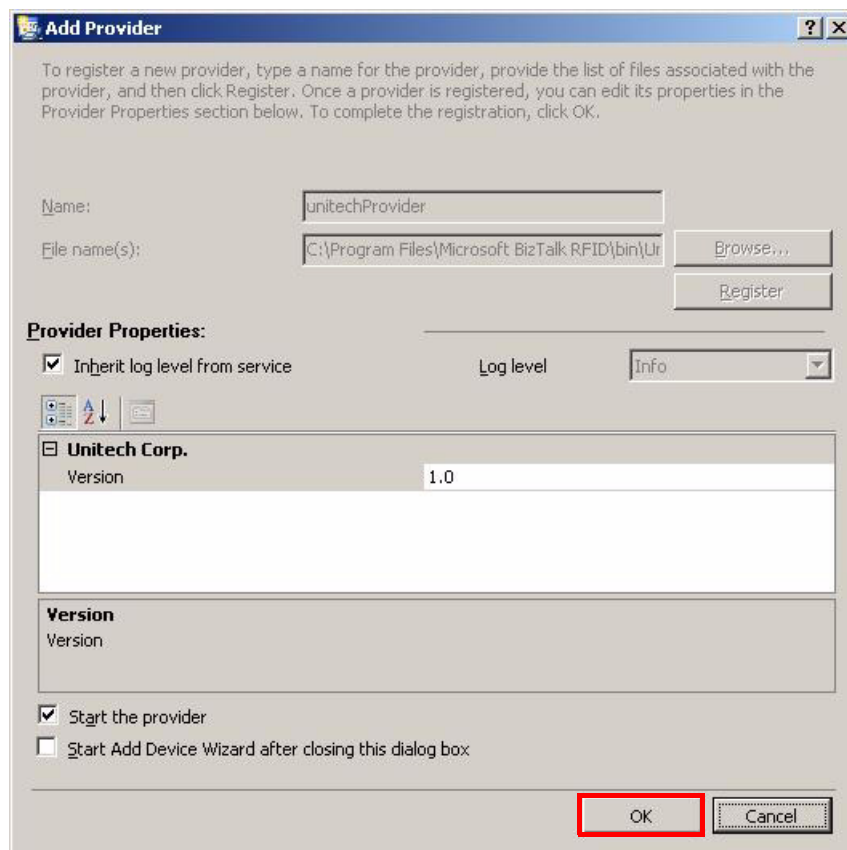 Add Provider
To register a new provider, type a name for the provider, provide the list of files associated with the
provider, and then click Register. Once a provider is registered, you can edit its properties in the
Provider Properties section below. To complete the registration, click OK.
Name: unitechProvider
File name(s): C:\Program Files\Microsoft BizTalk RFID\bin\Ur Browse...
Register
Provider Properties:
Inherit log level from service Log level Info
Unitech Corp.
Version 1.0
Version
Version
Start the provider
Start Add Device Wizard after closing this dialog box
OK Cancel